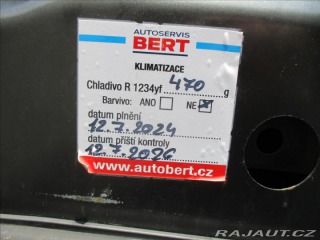 AUTOSERVIS
BERT
KLIMATIZACE
Chladivo R 1234yf 470 g
Barvivo: ANO NE
datum plnění
12.7.2024
datum příští kontroly
12.7.2026
www.autobert.cz
RAJAUT.CZ